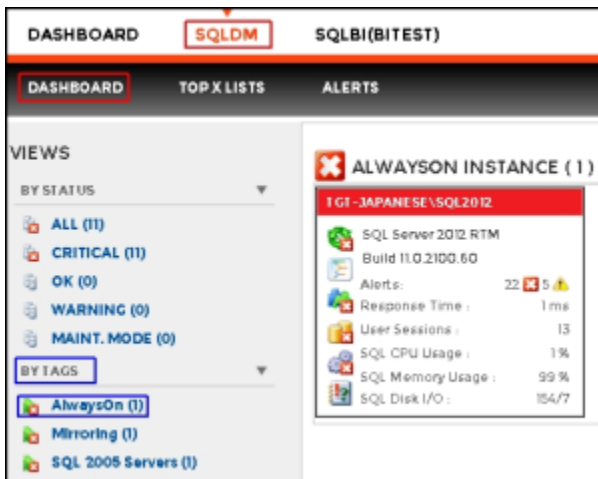 DASHBOARD SQLDM SQLBI(BITEST)
DASHBOARD TOP X LISTS ALERTS
VIEWS
BY STATUS
ALL (11)
CRITICAL (11)
OK (0)
WARNING (0)
MAINT. MODE (0)
BY TAGS
AlwaysOn (1)
Mirroring (1)
SQL 2005 Servers (1)
ALWAYSON INSTANCE (1)
TGT-JAPANESE\SQL2012
SQL Server 2012 RTM
Build 11.0.2100.60
Alerts: 22 5
Response Time : 1 ms
User Sessions : 13
SQL CPU Usage : 1 %
SQL Memory Usage : 99 %
SQL Disk I/O : 154/7